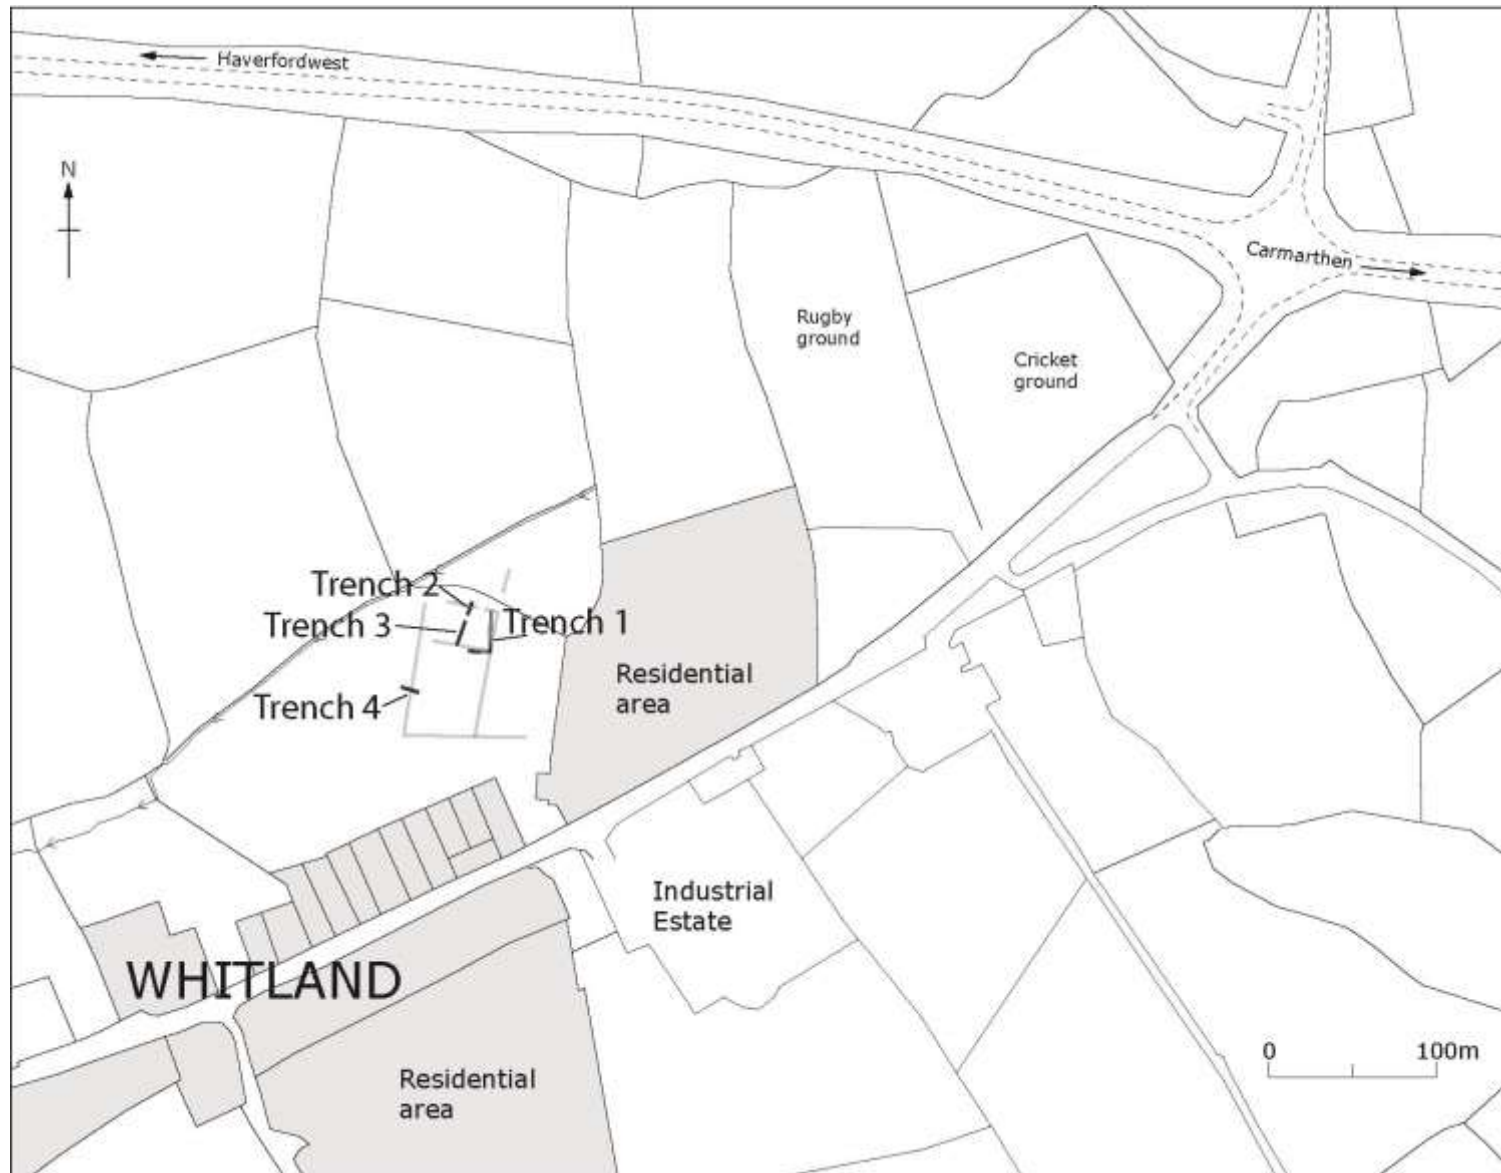 Haverfordwest
N
Carmarthen
Rugby
ground
Cricket
ground
Trench 2
Trench 3
Trench 1
Residential
area
Trench 4
Industrial
Estate
WHITLAND
0 100m
Residential
area